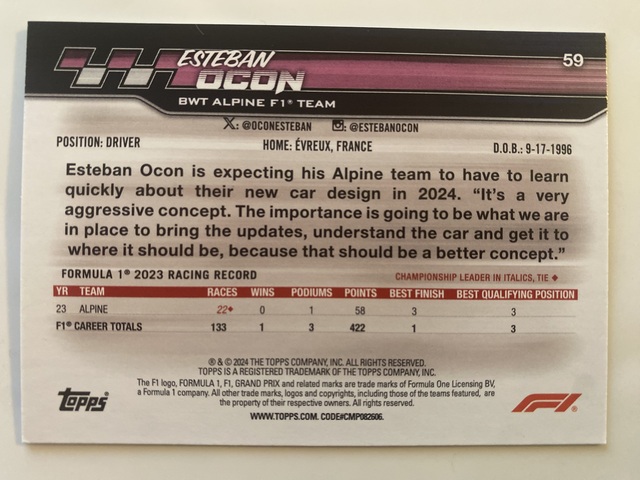 ESTEBAN
OCON
59
BWT ALPINE F1® TEAM
X: @OCONESTEBAN @ESTEBANOCON
POSITION: DRIVER HOME: ÉVREUX, FRANCE D.O.B.: 9-17-1996
Esteban Ocon is expecting his Alpine team to have to learn
quickly about their new car design in 2024. “It’s a very
aggressive concept. The importance is going to be what we are
in place to bring the updates, understand the car and get it to
where it should be, because that should be a better concept.”
FORMULA 1® 2023 RACING RECORD CHAMPIONSHIP LEADER IN ITALICS, TIE ◆
YR TEAM RACES WINS PODIUMS POINTS BEST FINISH BEST QUALIFYING POSITION
23 ALPINE 22◆ 0 1 58 3 3
F1® CAREER TOTALS 133 1 3 422 1 3
® & © 2024 THE TOPPS COMPANY, INC. ALL RIGHTS RESERVED.
TOPPS IS A REGISTERED TRADEMARK OF THE TOPPS COMPANY, INC.
The F1 logo, FORMULA 1, F1, GRAND PRIX and related marks are trade marks of Formula One Licensing BV,
a Formula 1 company. All other trade marks, logos and copyrights, including those of the teams featured, are
the property of their respective owners. All rights reserved.
WWW.TOPPS.COM. CODE#CMP082606.
Topps® F1®